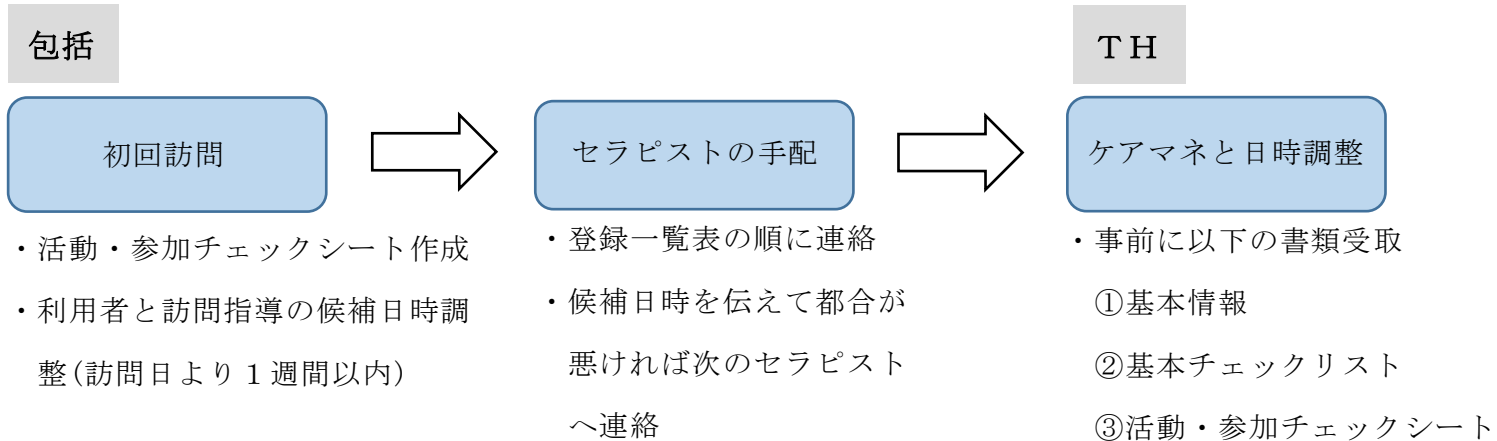 包括
ＴＨ
初回訪問
セラピストの手配
ケアマネと日時調整
・活動・参加チェックシート作成
・利用者と訪問指導の候補日時調
整(訪問日より１週間以内)
・登録一覧表の順に連絡
・候補日時を伝えて都合が
悪ければ次のセラピスト
へ連絡
・事前に以下の書類受取
①基本情報
②基本チェックリスト
③活動・参加チェックシート